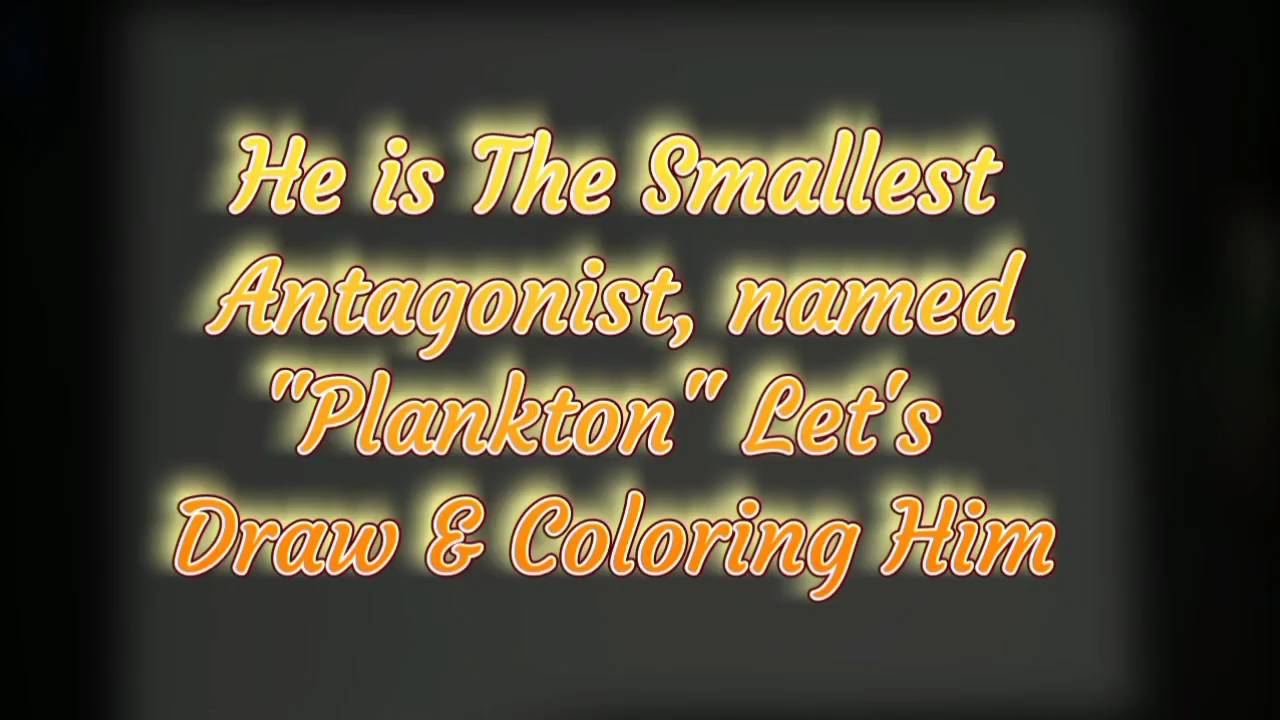 He is The Smallest
Antagonist, named
"Plankton" Let's
Draw & Coloring Him